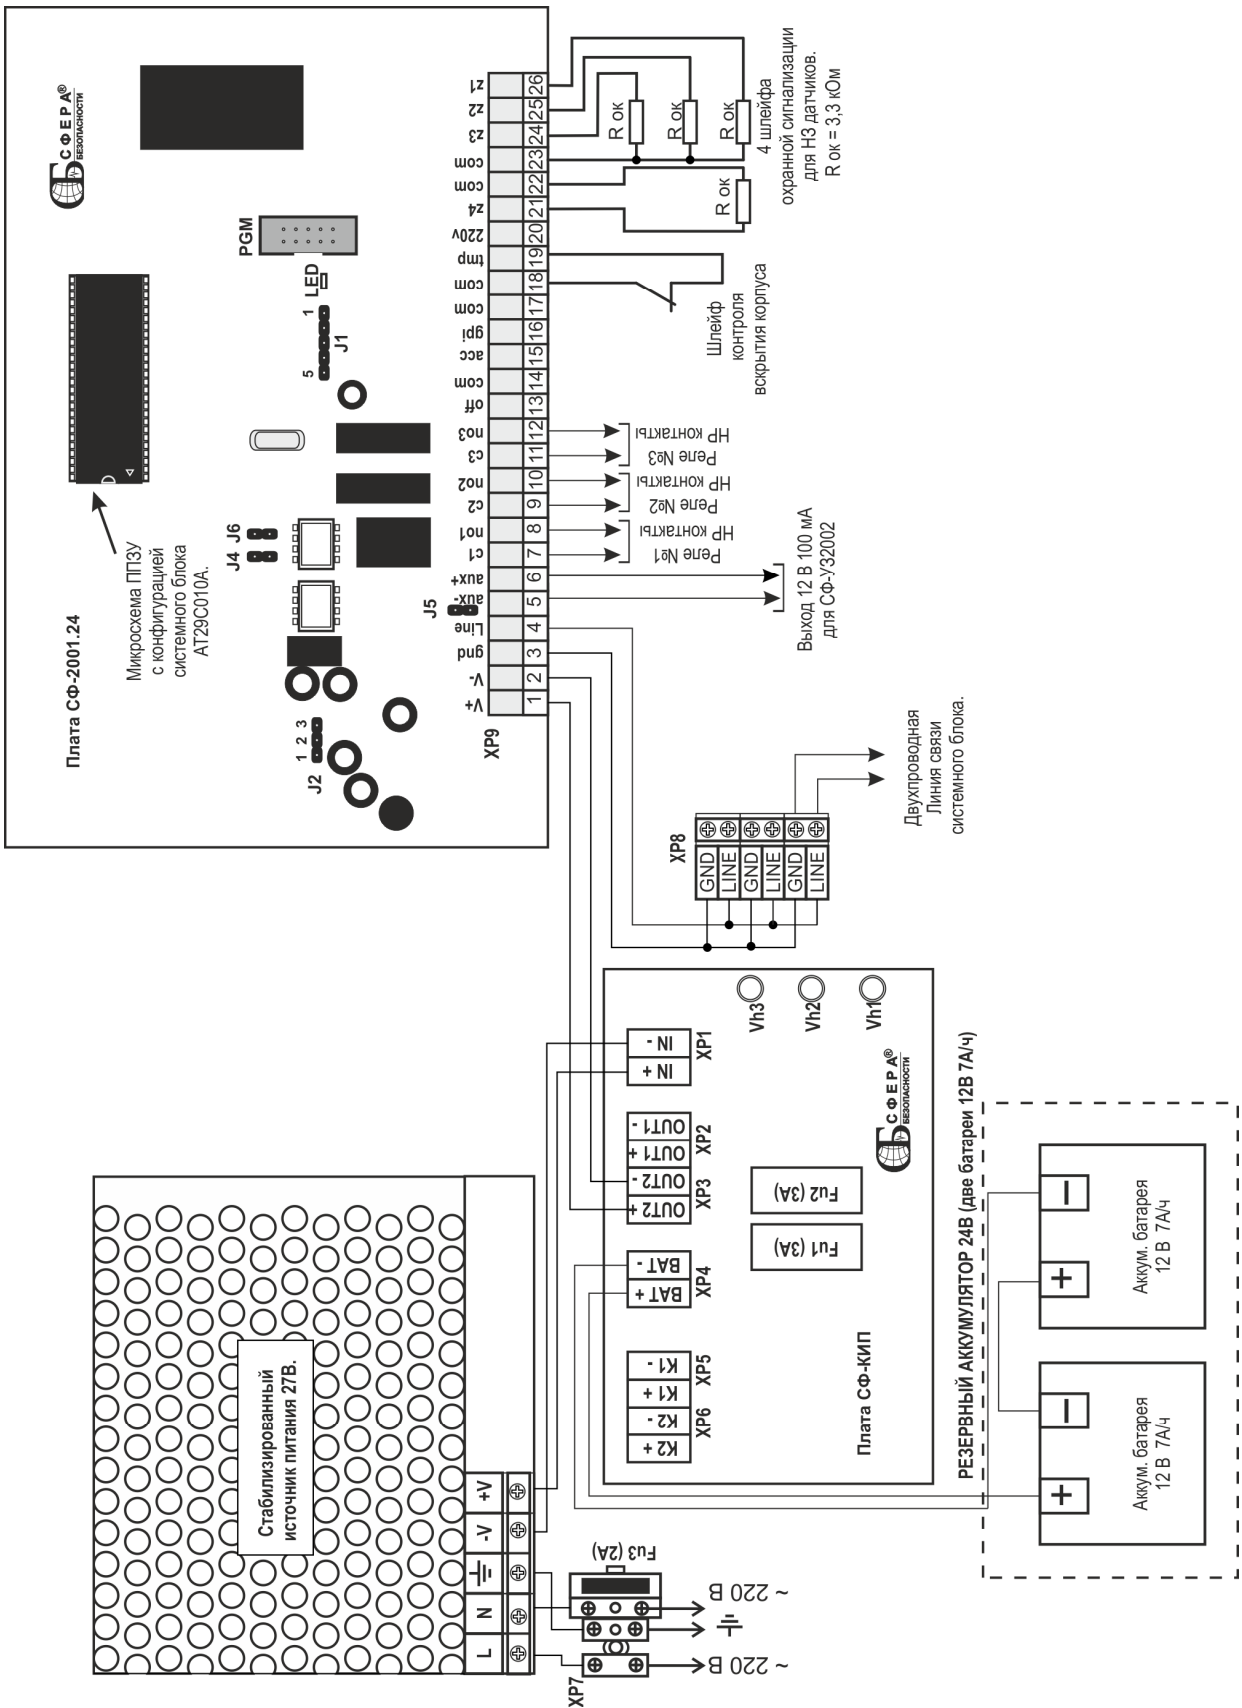 Плата СФ-2001.24
Микросхема ППЗУ
с конфигурацией
системного блока
AT29C010A.
СФЕРА®
БЕЗОПАСНОСТИ
J2
1 2 3
J4 J6
J5
5
1
J1
LED
PGM
XP9
V+
V-
gnd
Line
aux-
aux+
c1
no1
c2
no2
c3
no3
off
com
acc
gpi
com
com
tmp
220v
z4
com
com
z3
z2
z1
1
2
3
4
5
6
7
8
9
10
11
12
13
14
15
16
17
18
19
20
21
22
23
24
25
26
Выход 12 В 100 мА
для СФ-УЗ2002
Реле №1
НР контакты
Реле №2
НР контакты
Реле №3
НР контакты
Шлейф
контроля
вскрытия корпуса
R ок
R ок
R ок
R ок
4 шлейфа
охранной сигнализации
для НЗ датчиков.
R ок = 3,3 кОм
XP8
GND
LINE
GND
LINE
GND
LINE
Двухпроводная
Линия связи
системного блока.
Стабилизированный
источник питания 27В.
L
N
-V
+V
XP7
Fu3 (2A)
~ 220 В
~ 220 В
Плата СФ-КИП
K2 +
K2 -
K1 +
K1 -
XP6
XP5
BAT +
BAT -
XP4
OUT2 +
OUT2 -
OUT1 +
OUT1 -
XP3
XP2
IN +
IN -
XP1
Fu1 (3A)
Fu2 (3A)
СФЕРА®
БЕЗОПАСНОСТИ
Vh1
Vh2
Vh3
РЕЗЕРВНЫЙ АККУМУЛЯТОР 24В (две батареи 12В 7А/ч)
+
−
Аккум. батарея
12 В 7А/ч
+
−
Аккум. батарея
12 В 7А/ч